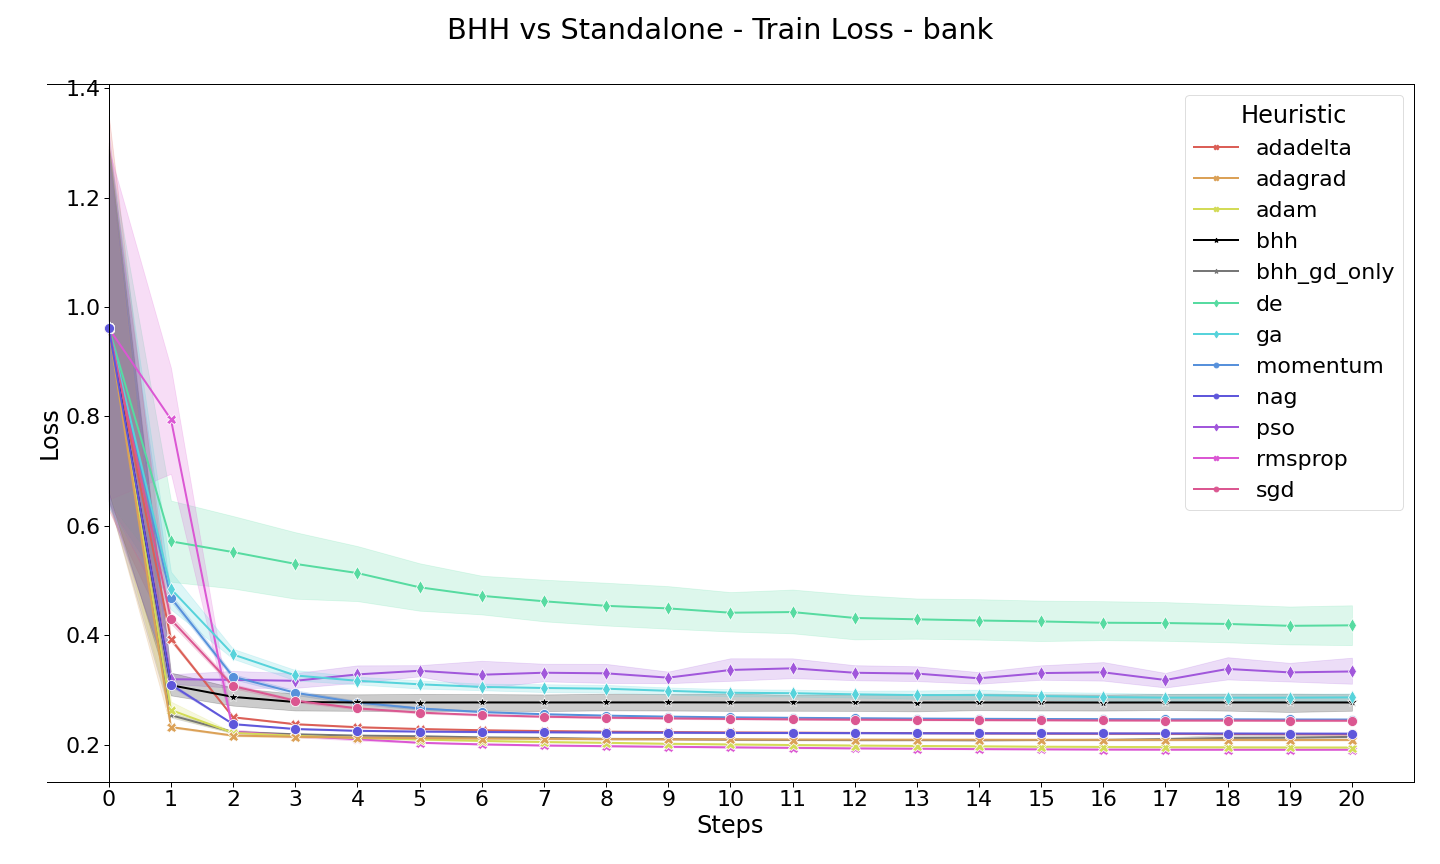 BHH vs Standalone - Train Loss - bank
1.4
1.2
1.0
0.8
0.6
0.4
0.2
Loss
Heuristic
adadelta
adagrad
adam
bhh
bhh_gd_only
de
ga
momentum
nag
pso
rmsprop
sgd
0 1 2 3 4 5 6 7 8 9 10 11 12 13 14 15 16 17 18 19 20
Steps